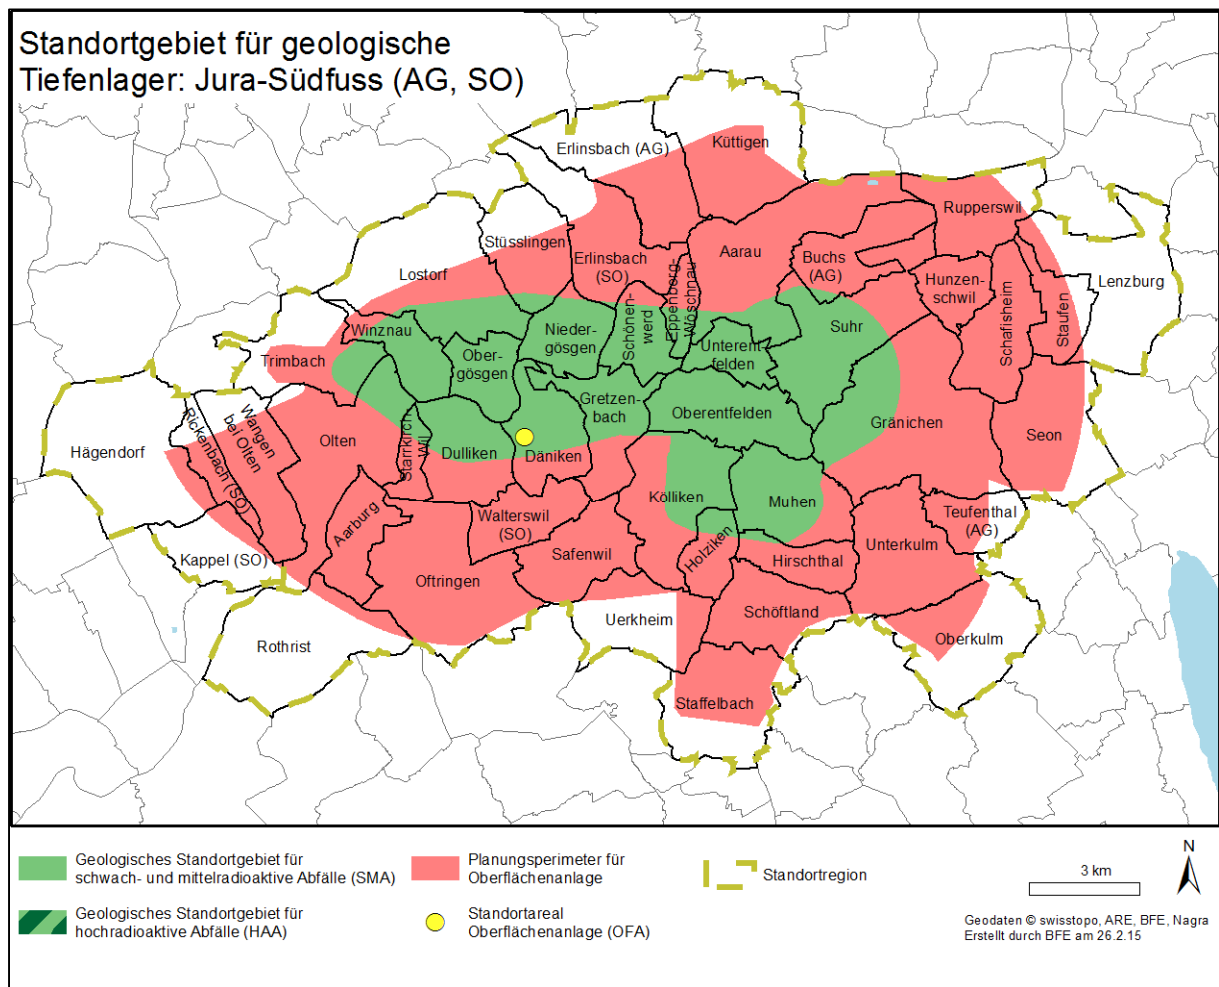 Standortgebiet für geologische
Tiefenlager: Jura-Südfuss (AG, SO)
Erlinsbach (AG)
Küttigen
Rupperswil
Stüsslingen
Erlinsbach
(SO)
Eppenberg-
Wöschnau
Aarau
Buchs
(AG)
Lostorf
Hunzen-
schwil
Lenzburg
Schafisheim
Staufen
Winznau
Nieder-
gösgen
Schönen-
werd
Suhr
Trimbach
Ober-
gösgen
Unterent-
felden
Gretzen-
bach
Oberentfelden
Gränichen
Hägendorf
Rickenbach (SO)
Wangen
bei Olten
Olten
Starrkirch-
Wil
Dulliken
Däniken
Seon
Kölliken
Muhen
Aarburg
Walterswil
(SO)
Teufenthal
(AG)
Unterkulm
Kappel (SO)
Safenwil
Holziken
Hirschthal
Oftringen
Uerkheim
Schöftland
Rothrist
Oberkulm
Staffelbach
Geologisches Standortgebiet für
schwach- und mittelradioaktive Abfälle (SMA)
Geologisches Standortgebiet für
hochradioaktive Abfälle (HAA)
Planungsperimeter für
Oberflächenanlage
Standortareal
Oberflächenanlage (OFA)
Standortregion
3 km
N
Geodaten © swisstopo, ARE, BFE, Nagra
Erstellt durch BFE am 26.2.15